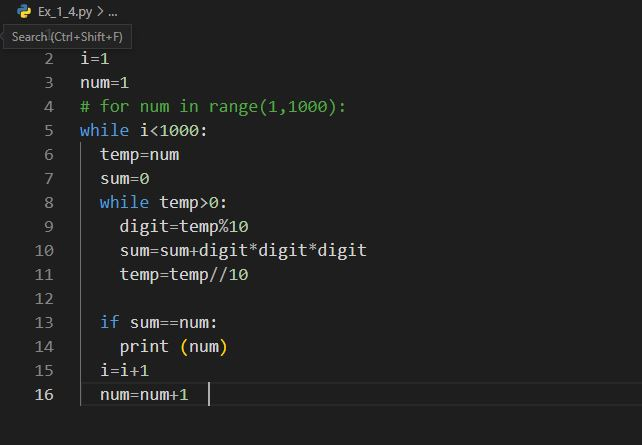 Ex_1_4.py > ...
Search (Ctrl+Shift+F)
2 i=1
3 num=1
4 # for num in range(1,1000):
5 while i<1000:
6 temp=num
7 sum=0
8 while temp>0:
9 digit=temp%10
10 sum=sum+digit*digit*digit
11 temp=temp//10
12
13 if sum==num:
14 print (num)
15 i=i+1
16 num=num+1